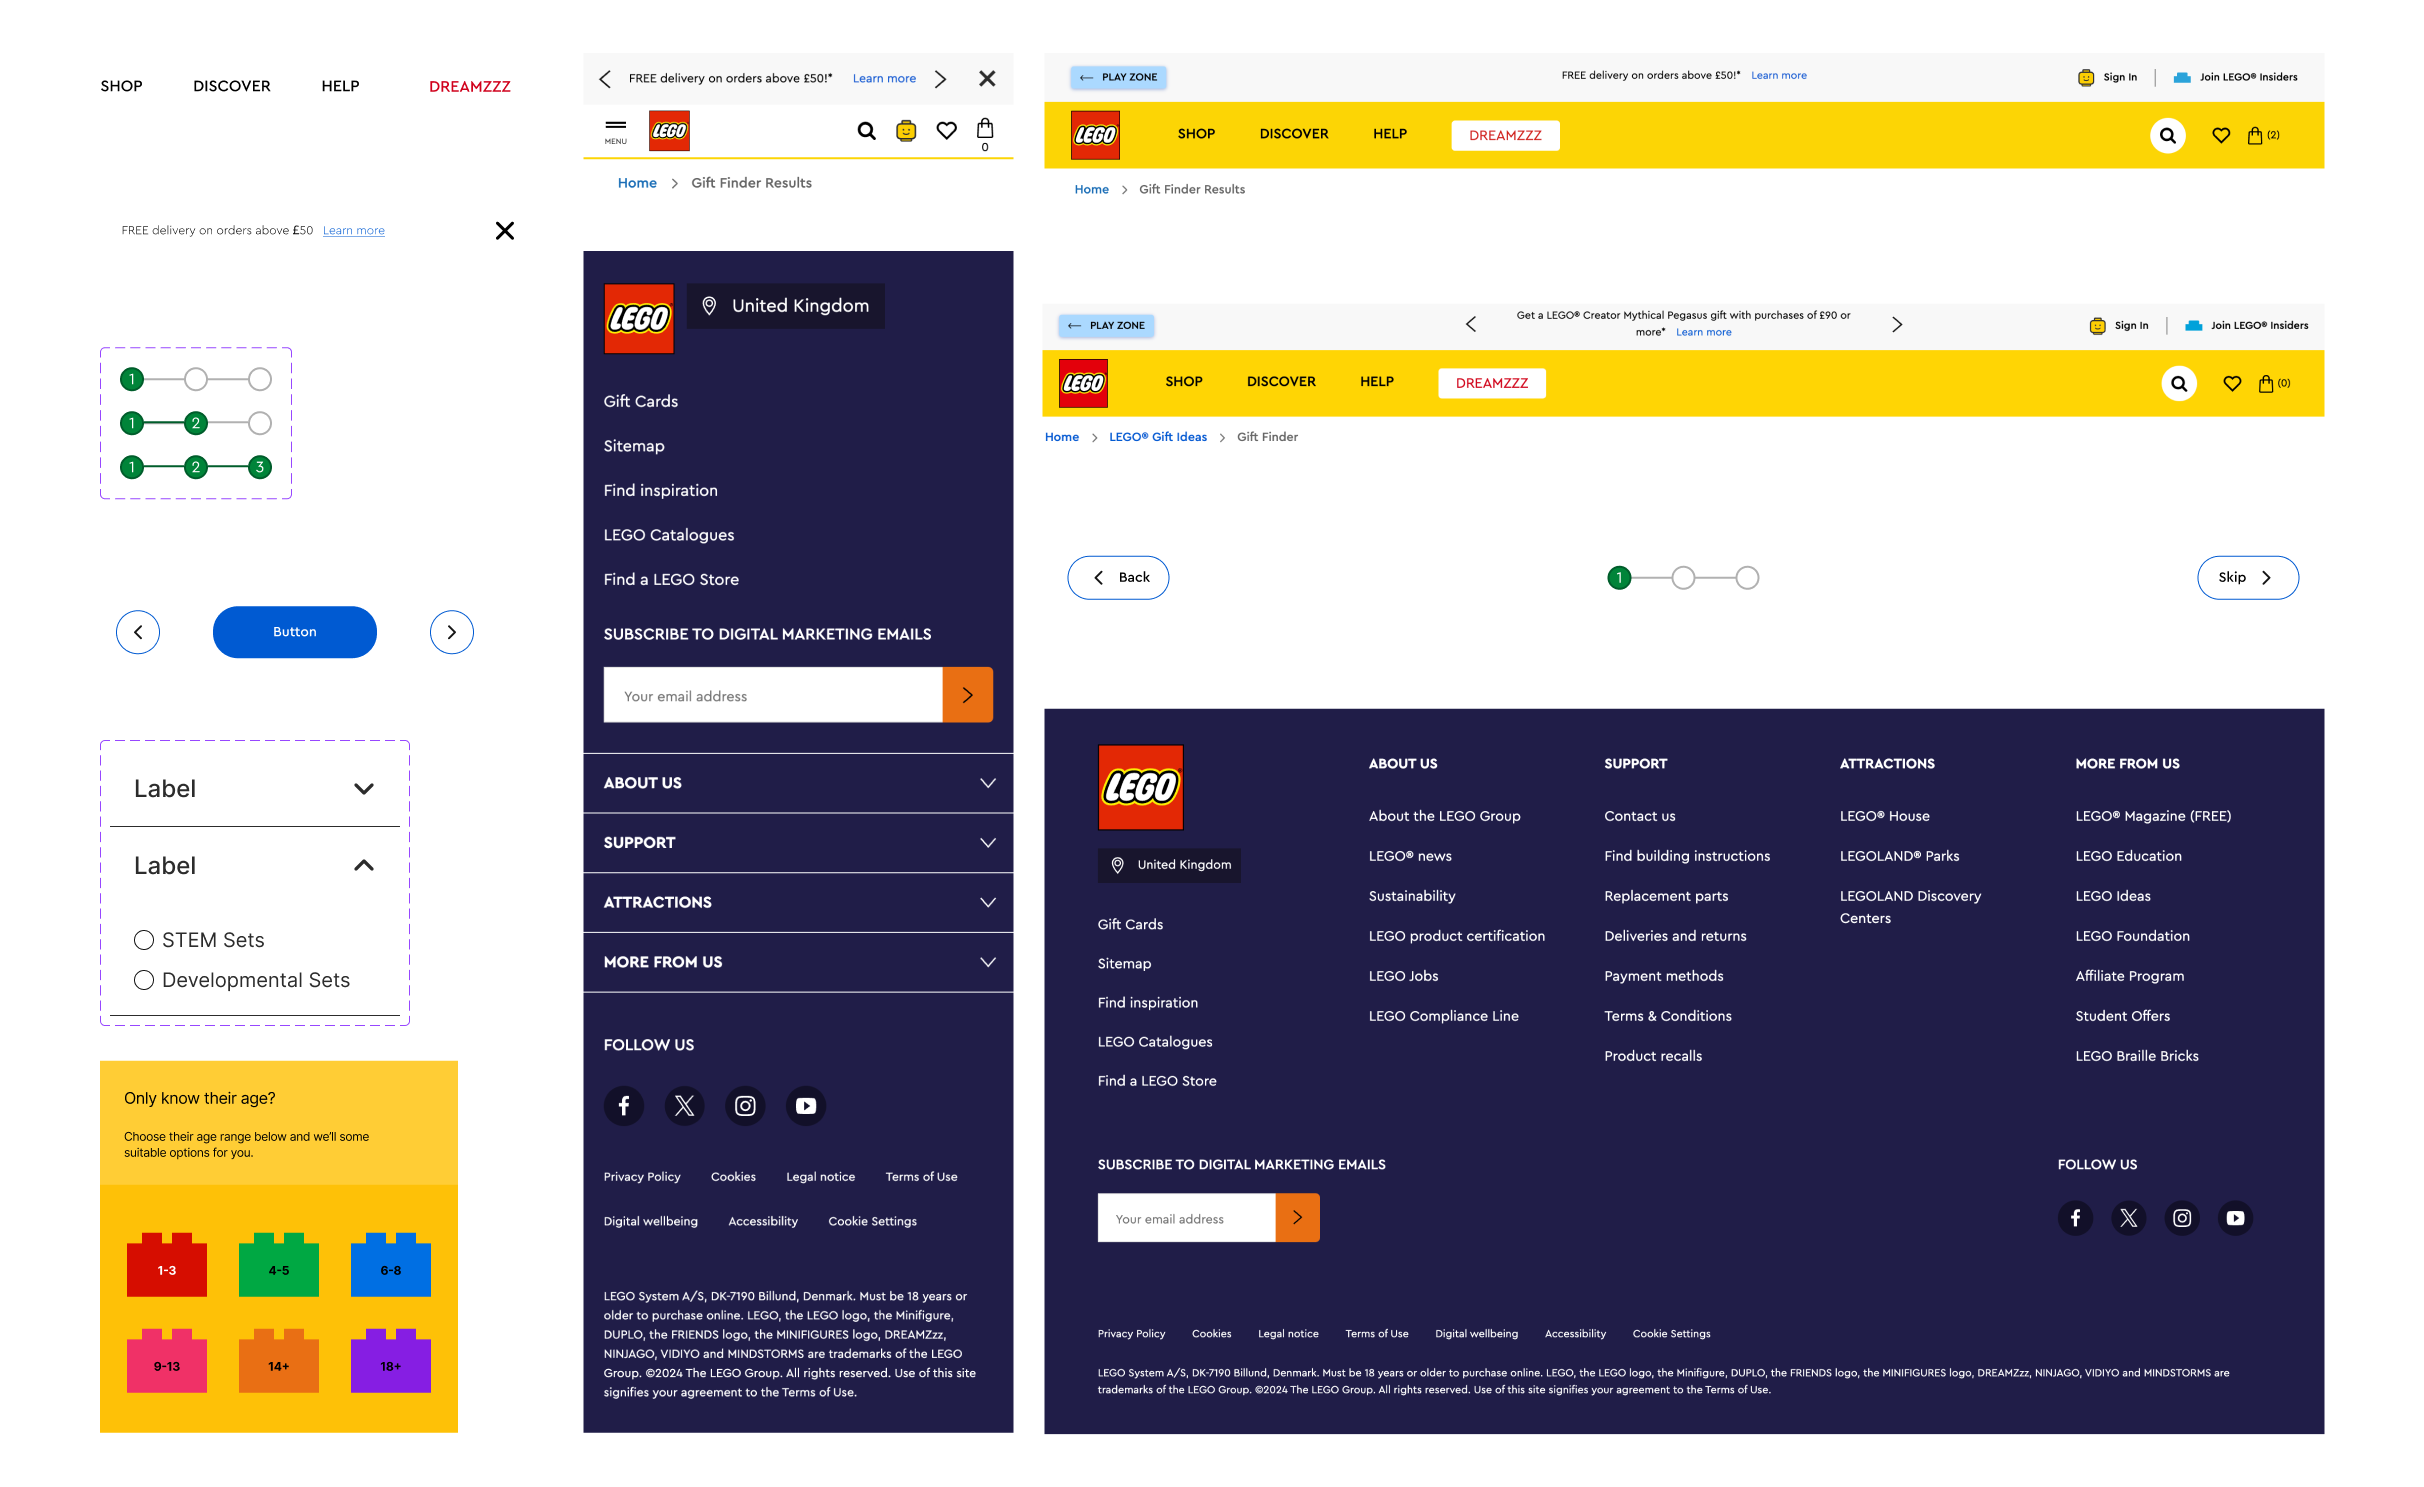 SHOP DISCOVER HELP DREAMZZZ
FREE delivery on orders above £50 Learn more
1
1 2
1 2 3
Button
Label
Label
STEM Sets
Developmental Sets
Only know their age?
Choose their age range below and we'll some
suitable options for you.
1-3 4-5 6-8
9-13 14+ 18+
FREE delivery on orders above £50!* Learn more
MENU LEGO 0
Home > Gift Finder Results
LEGO United Kingdom
Gift Cards
Sitemap
Find inspiration
LEGO Catalogues
Find a LEGO Store
SUBSCRIBE TO DIGITAL MARKETING EMAILS
Your email address
ABOUT US
SUPPORT
ATTRACTIONS
MORE FROM US
FOLLOW US
Privacy Policy Cookies Legal notice Terms of Use
Digital wellbeing Accessibility Cookie Settings
LEGO System A/S, DK-7190 Billund, Denmark. Must be 18 years or
older to purchase online. LEGO, the LEGO logo, the Minifigure,
DUPLO, the FRIENDS logo, the MINIFIGURES logo, DREAMZzz,
NINJAGO, VIDIYO and MINDSTORMS are trademarks of the LEGO
Group. ©2024 The LEGO Group. All rights reserved. Use of this site
signifies your agreement to the Terms of Use.
PLAY ZONE FREE delivery on orders above £50!* Learn more Sign In Join LEGO® Insiders
LEGO SHOP DISCOVER HELP DREAMZZZ (2)
Home > Gift Finder Results
PLAY ZONE Get a LEGO® Creator Mythical Pegasus gift with purchases of £90 or Sign In Join LEGO® Insiders
more* Learn more
LEGO SHOP DISCOVER HELP DREAMZZZ (0)
Home > LEGO® Gift Ideas > Gift Finder
Back 1 Skip
LEGO
United Kingdom
Gift Cards
Sitemap
Find inspiration
LEGO Catalogues
Find a LEGO Store
ABOUT US
About the LEGO Group
LEGO® news
Sustainability
LEGO product certification
LEGO Jobs
LEGO Compliance Line
SUPPORT
Contact us
Find building instructions
Replacement parts
Deliveries and returns
Payment methods
Terms & Conditions
Product recalls
ATTRACTIONS
LEGO® House
LEGOLAND® Parks
LEGOLAND Discovery
Centers
MORE FROM US
LEGO® Magazine (FREE)
LEGO Education
LEGO Ideas
LEGO Foundation
Affiliate Program
Student Offers
LEGO Braille Bricks
SUBSCRIBE TO DIGITAL MARKETING EMAILS
Your email address
FOLLOW US
Privacy Policy Cookies Legal notice Terms of Use Digital wellbeing Accessibility Cookie Settings
LEGO System A/S, DK-7190 Billund, Denmark. Must be 18 years or older to purchase online. LEGO, the LEGO logo, the Minifigure, DUPLO, the FRIENDS logo, the MINIFIGURES logo, DREAMZzz, NINJAGO, VIDIYO and MINDSTORMS are
trademarks of the LEGO Group. ©2024 The LEGO Group. All rights reserved. Use of this site signifies your agreement to the Terms of Use.